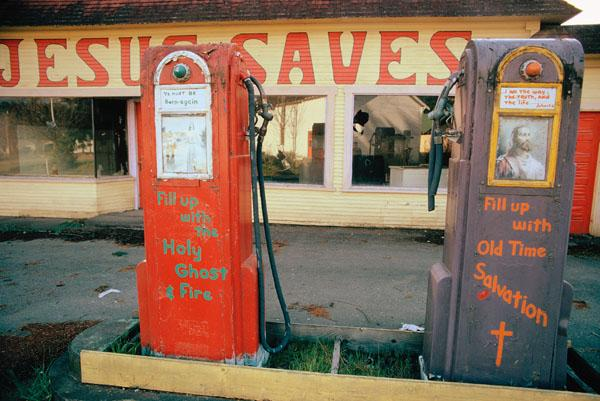 JESUS SAVES
Ye MUST BE
Born-again
Fill up
with
the
Holy
Ghost
& Fire
I am the way
the Truth, and
the life
Fill up
with
Old Time
Salvation